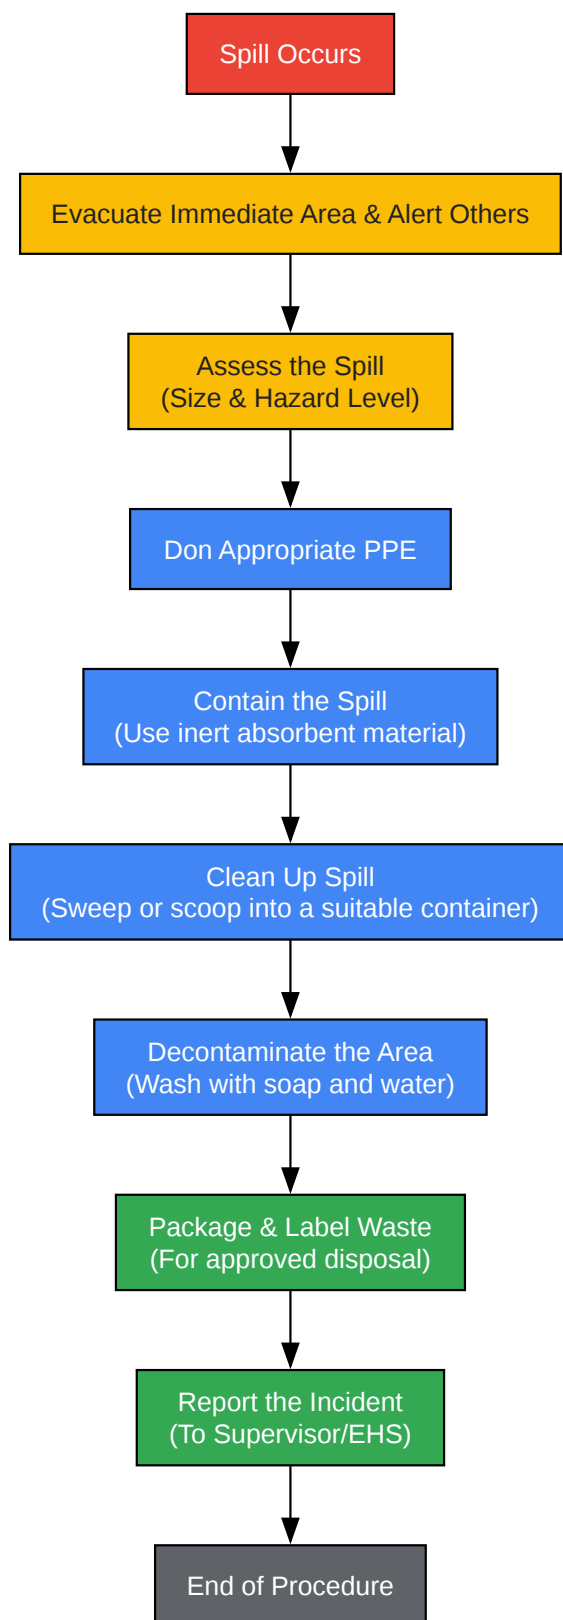 Spill Occurs
Evacuate Immediate Area & Alert Others
Assess the Spill
(Size & Hazard Level)
Don Appropriate PPE
Contain the Spill
(Use inert absorbent material)
Clean Up Spill
(Sweep or scoop into a suitable container)
Decontaminate the Area
(Wash with soap and water)
Package & Label Waste
(For approved disposal)
Report the Incident
(To Supervisor/EHS)
End of Procedure